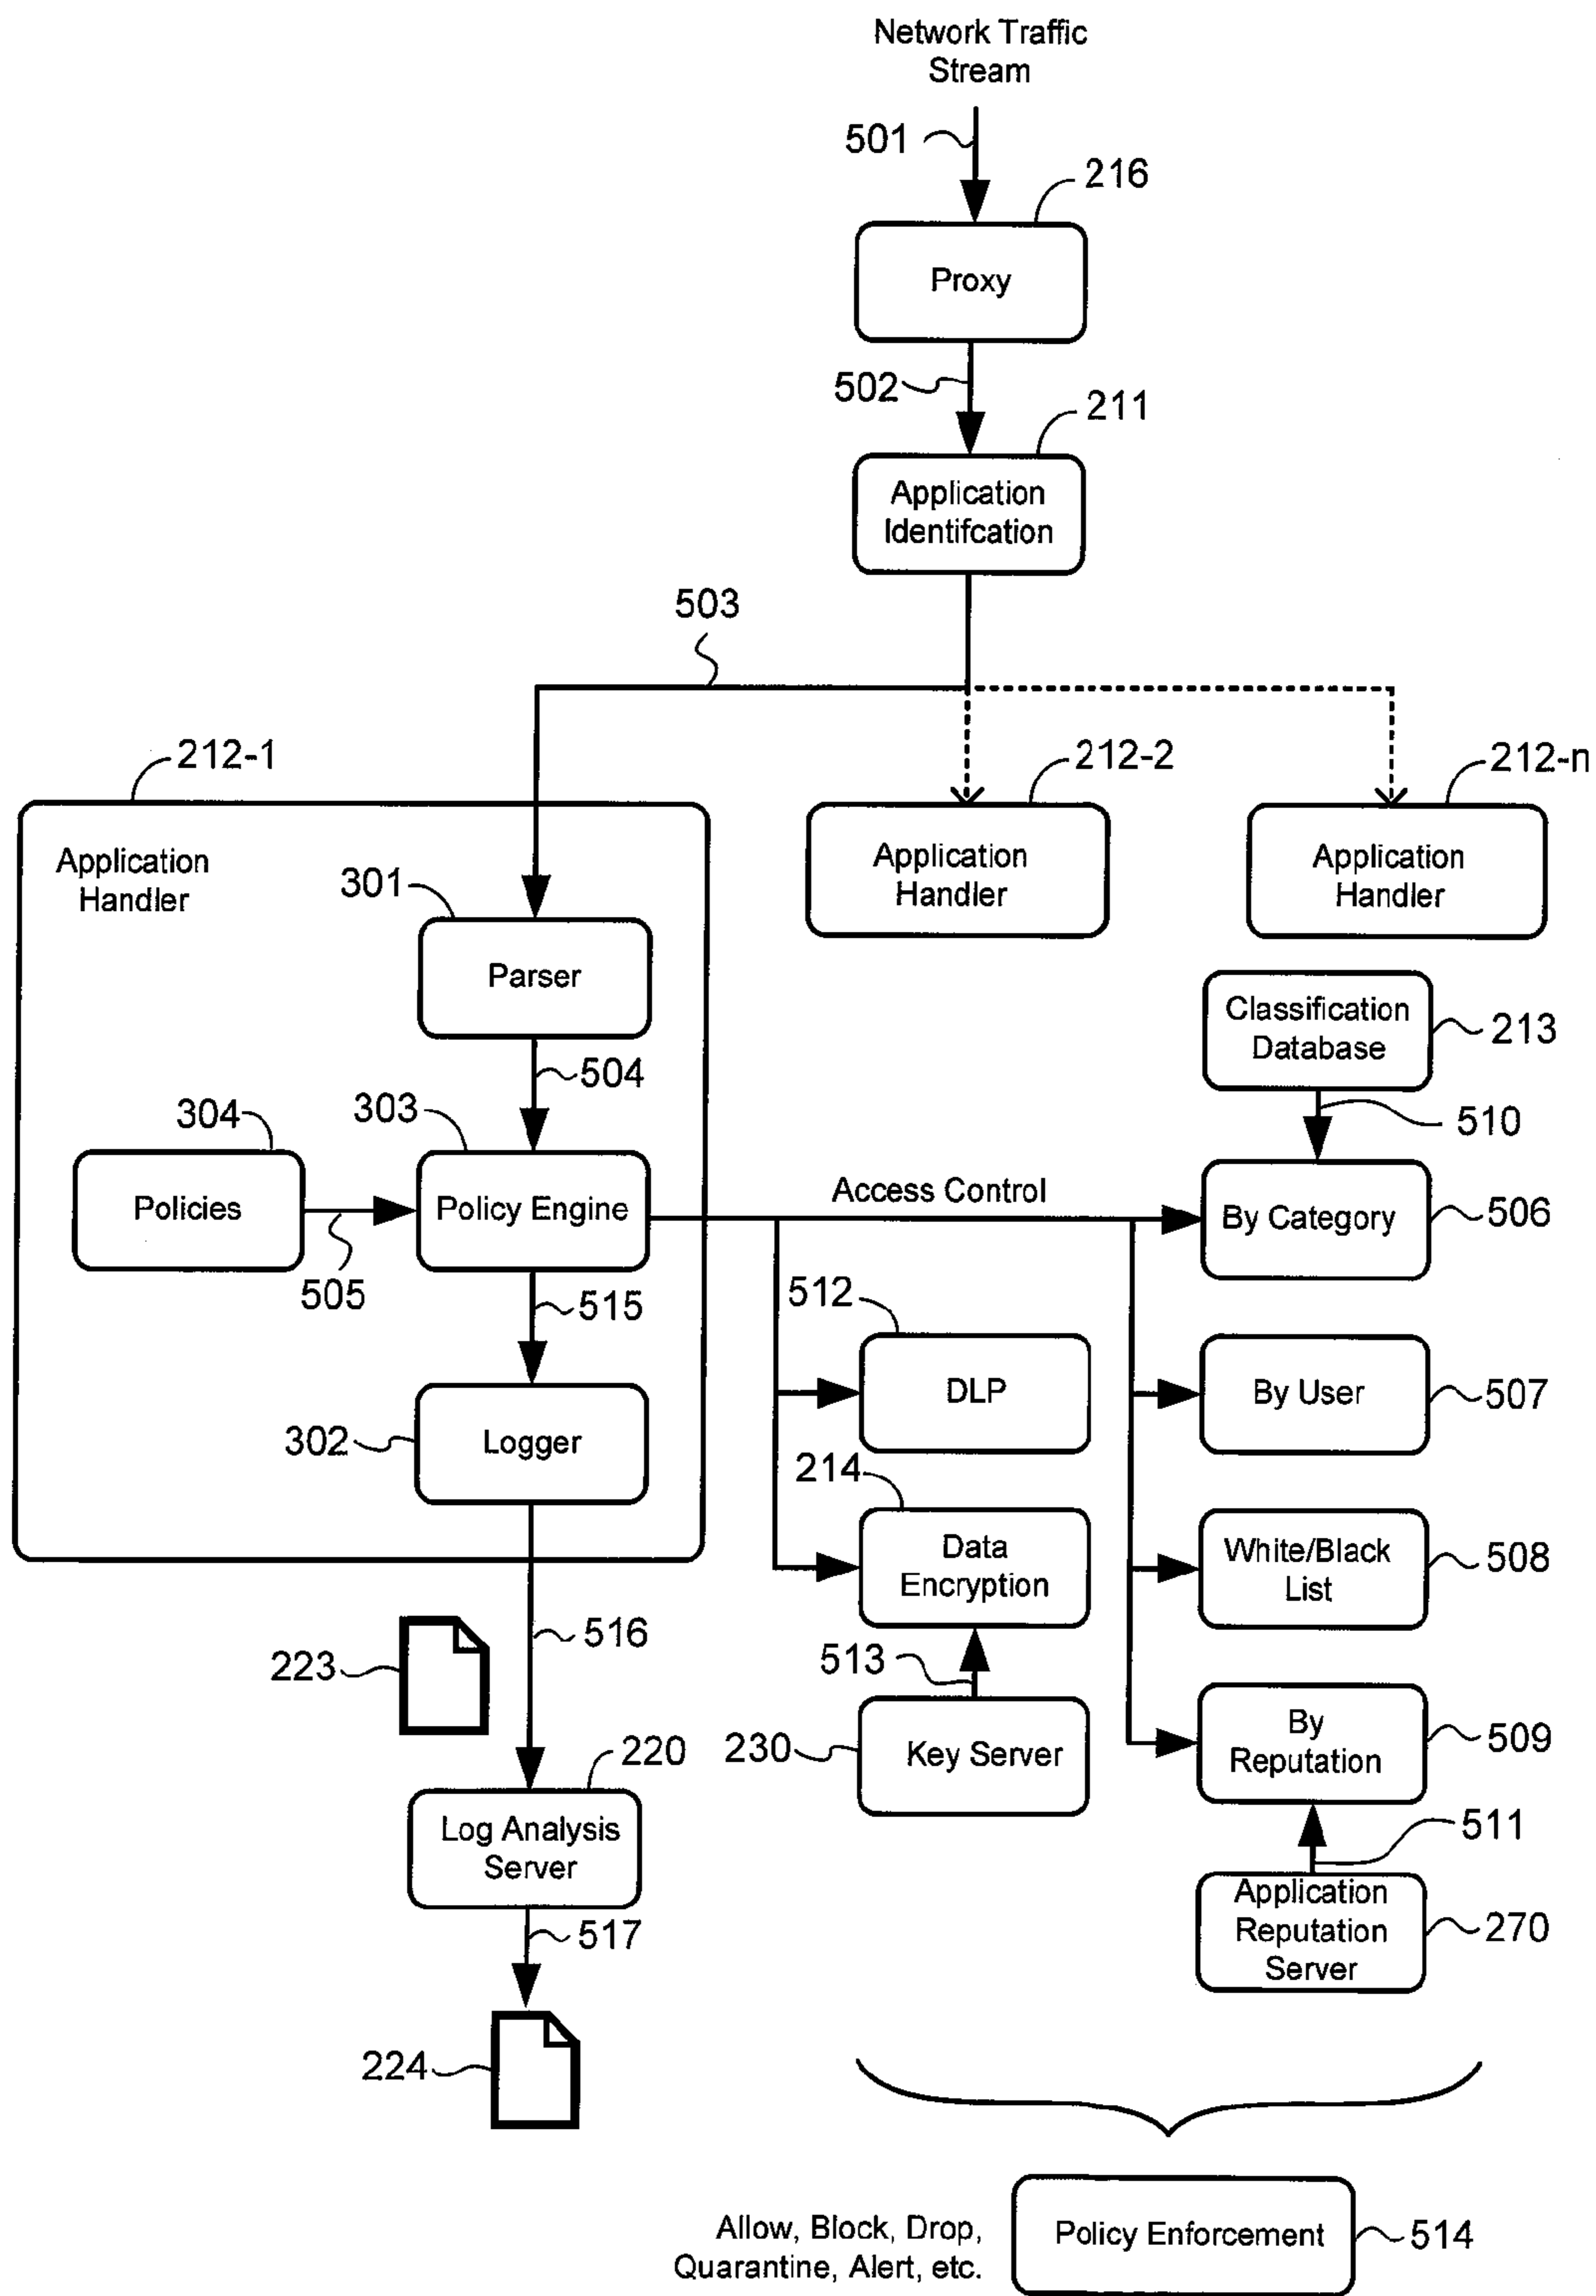 Network Traffic
Stream
501
216
Proxy
502
211
Application
Identifcation
503
212-1
212-2
212-n
Application
Handler
Application
Handler
Application
Handler
301
Parser
Classification
Database
213
504
510
304
303
Policies
Policy Engine
Access Control
By Category
506
505
515
512
DLP
By User
507
302
Logger
214
Data
Encryption
White/Black
List
508
516
223
513
230
Key Server
By
Reputation
509
220
Log Analysis
Server
511
517
Application
Reputation
Server
270
224
Allow, Block, Drop,
Quarantine, Alert, etc.
Policy Enforcement
514